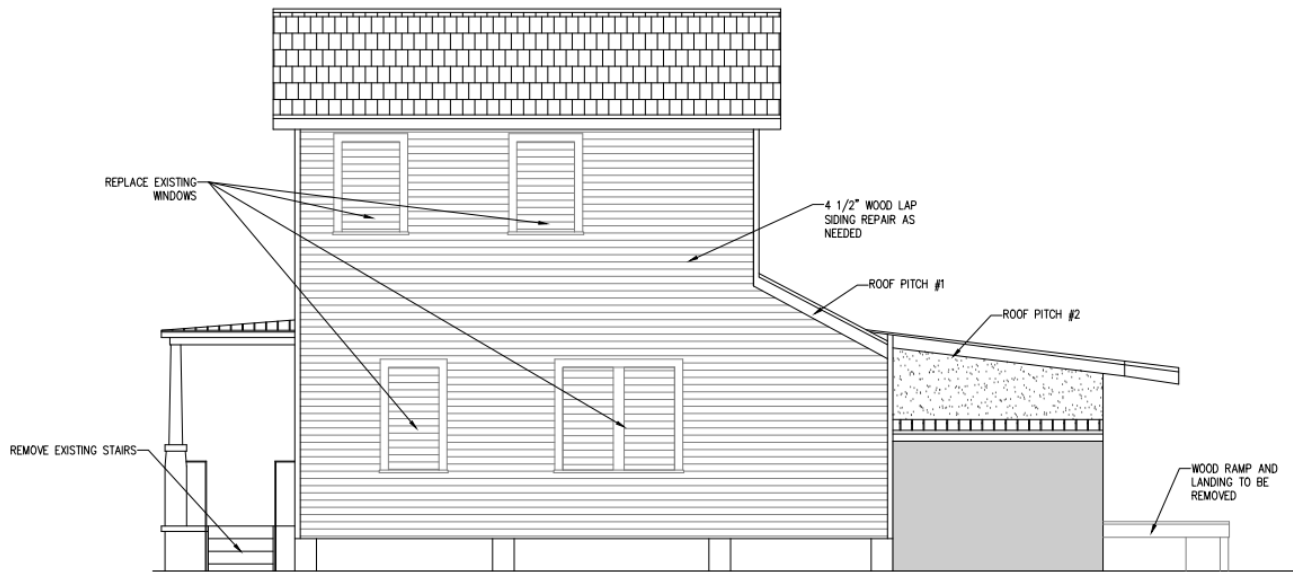 REPLACE EXISTING
WINDOWS
4 1/2" WOOD LAP
SIDING REPAIR AS
NEEDED
ROOF PITCH #1
ROOF PITCH #2
REMOVE EXISTING STAIRS
WOOD RAMP AND
LANDING TO BE
REMOVED